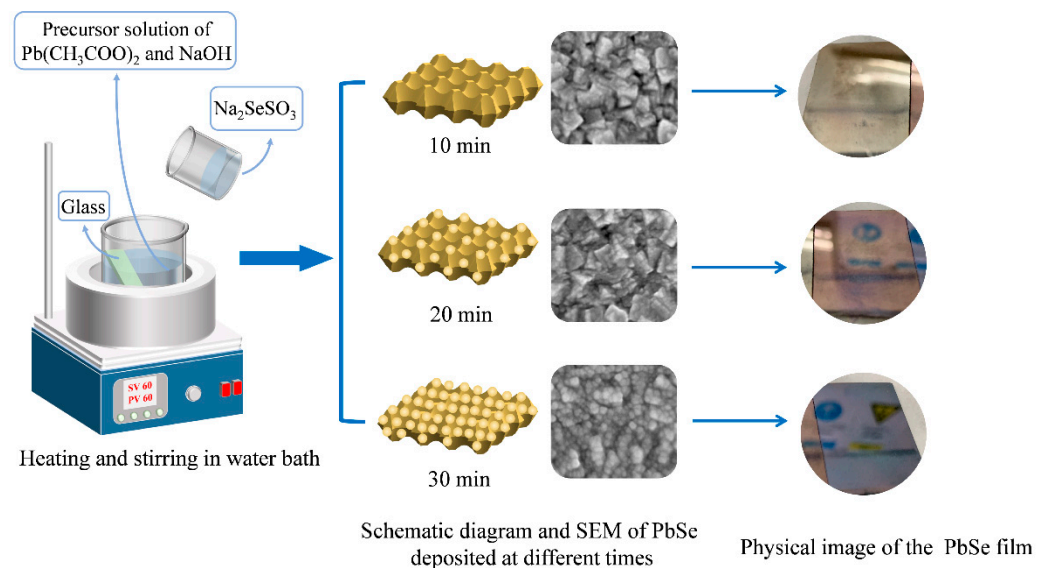 Precursor solution of
Pb(CH₃COO)₂ and NaOH
Na₂SeSO₃
Glass
SV 60
PV 60
Heating and stirring in water bath
10 min
20 min
30 min
Schematic diagram and SEM of PbSe
deposited at different times
Physical image of the PbSe film